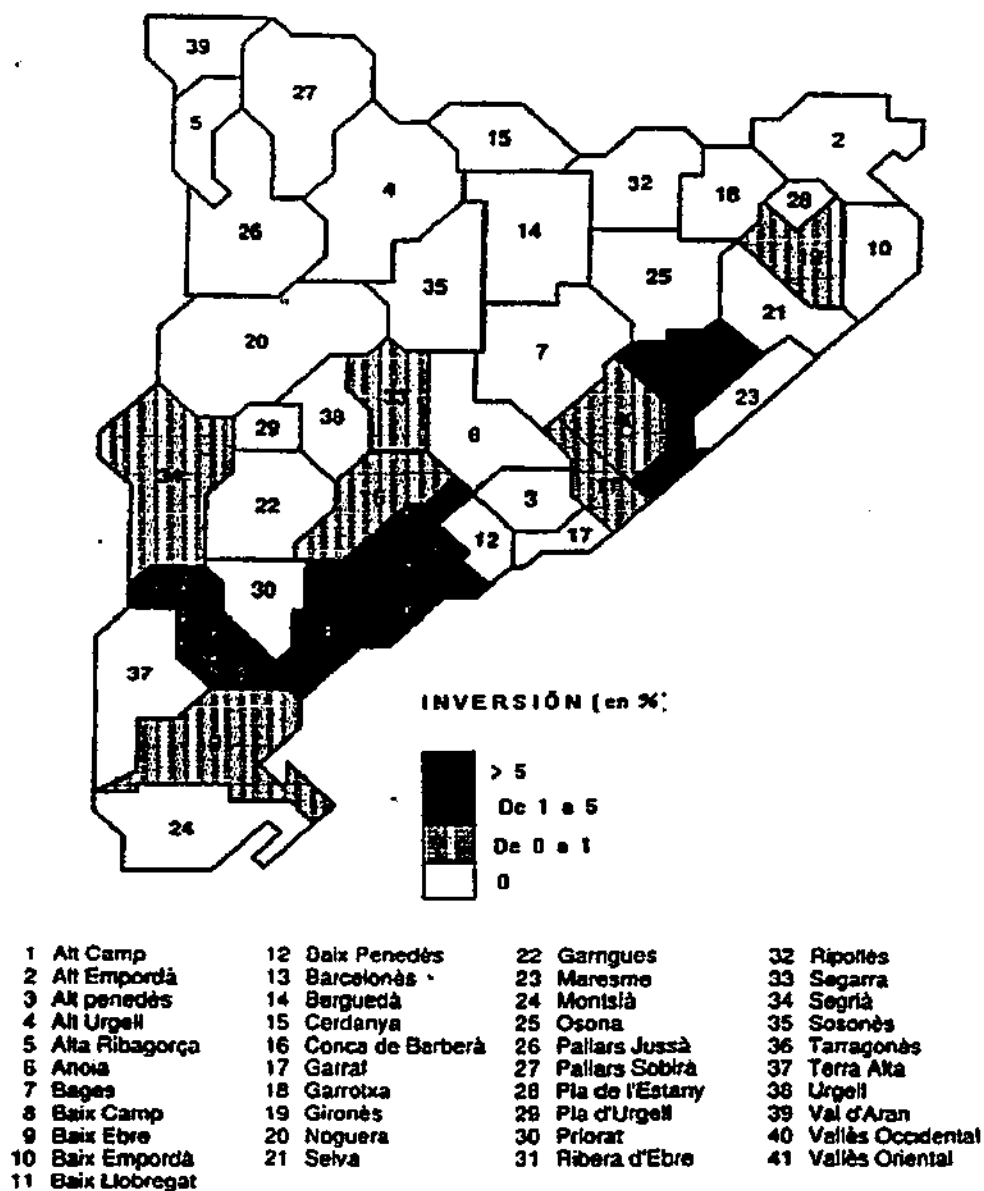 39
27
5
15
2
4
32
18
28
26
14
10
35
25
21
20
7
33
38
23
29
6
34
16
22
3
12
17
30
37
INVERSIÓN (en %)
> 5
De 1 a 5
De 0 a 1
0
24
1 Alt Camp
2 Alt Empordà
3 Alt penedès
4 Alt Urgell
5 Alta Ribagorça
6 Anoia
7 Bages
8 Baix Camp
9 Baix Ebre
10 Baix Empordà
11 Baix Llobregat
12 Baix Penedès
13 Barcelonès
14 Berguedà
15 Cerdanya
16 Conca de Barberà
17 Garraf
18 Garrotxa
19 Gironès
20 Noguera
21 Selva
22 Garrigues
23 Maresme
24 Montsià
25 Osona
26 Pallars Jussà
27 Pallars Sobirà
28 Pla de l'Estany
29 Pla d'Urgell
30 Priorat
31 Ribera d'Ebre
32 Ripollès
33 Segarra
34 Segrià
35 Sosonès
36 Tarragonès
37 Terra Alta
38 Urgell
39 Val d'Aran
40 Vallès Occidental
41 Vallès Oriental